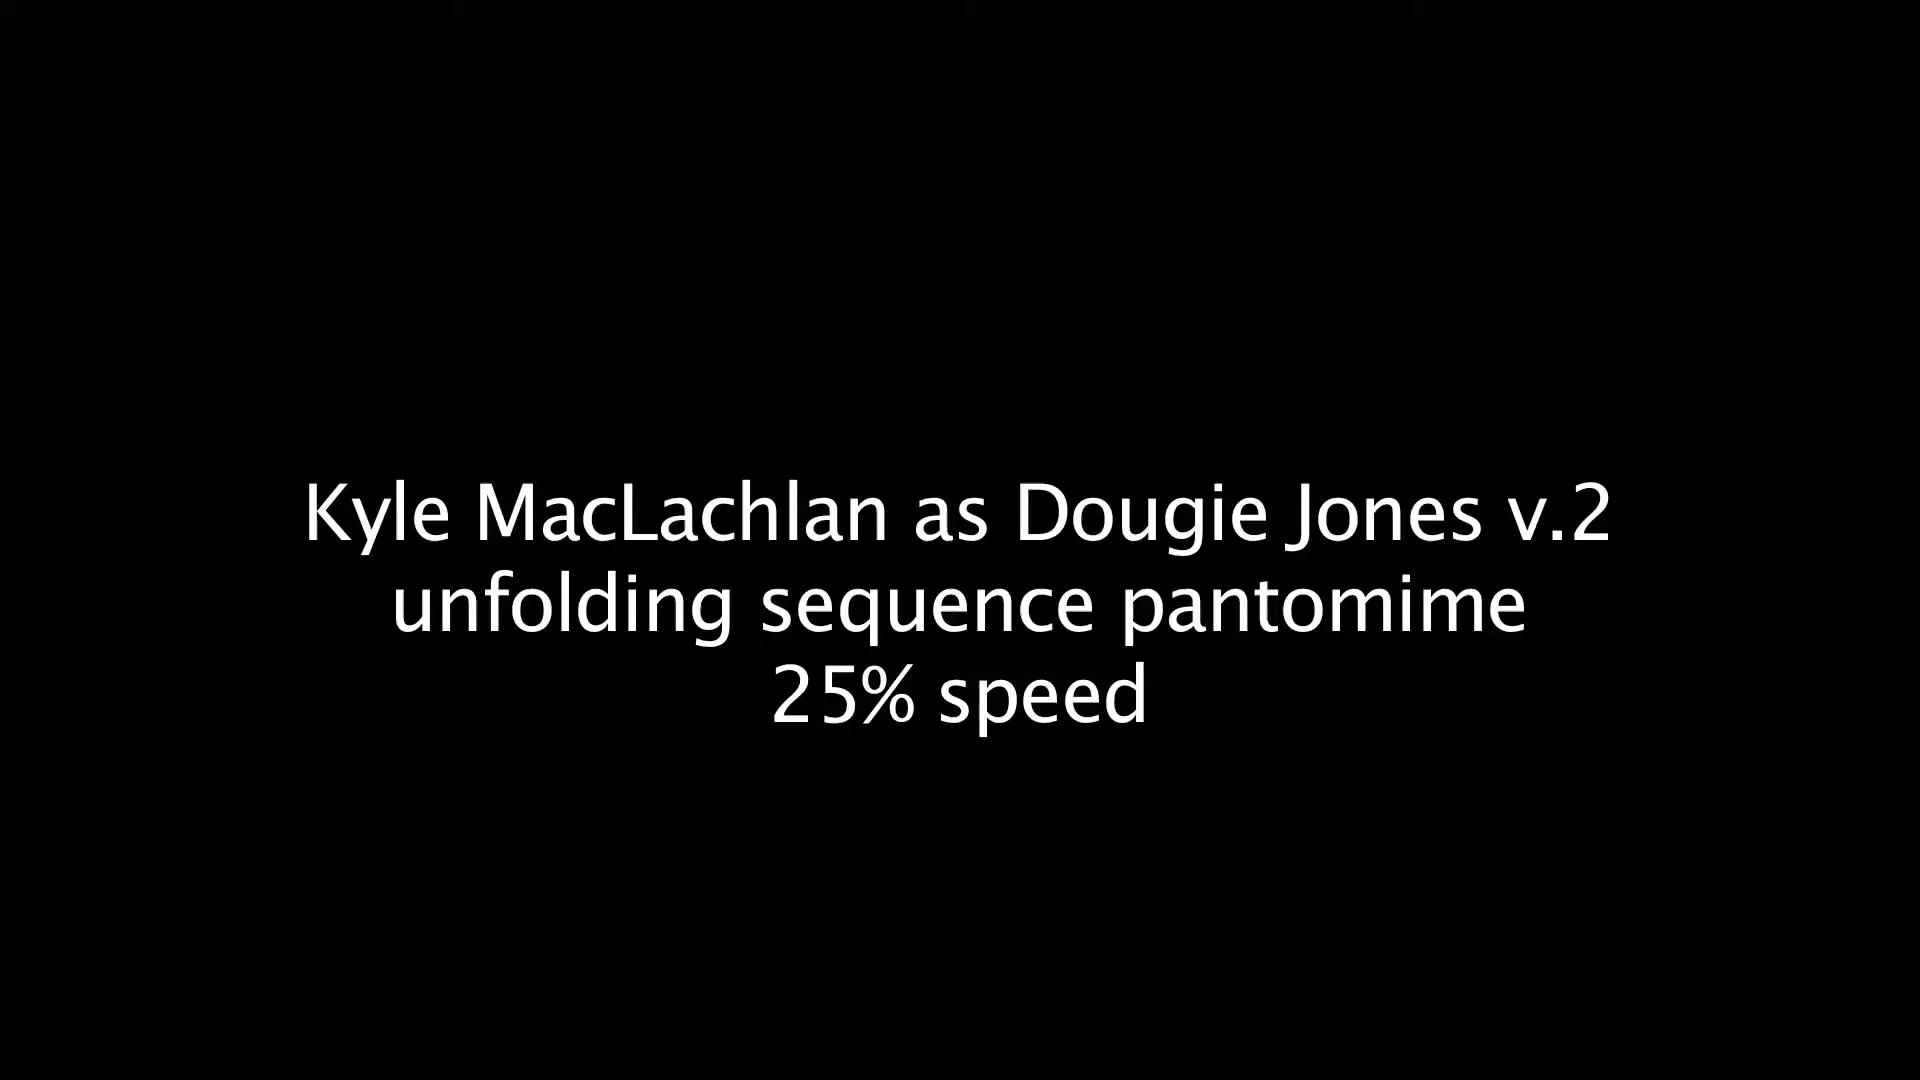 Kyle MacLachlan as Dougie Jones v.2
unfolding sequence pantomime
25% speed